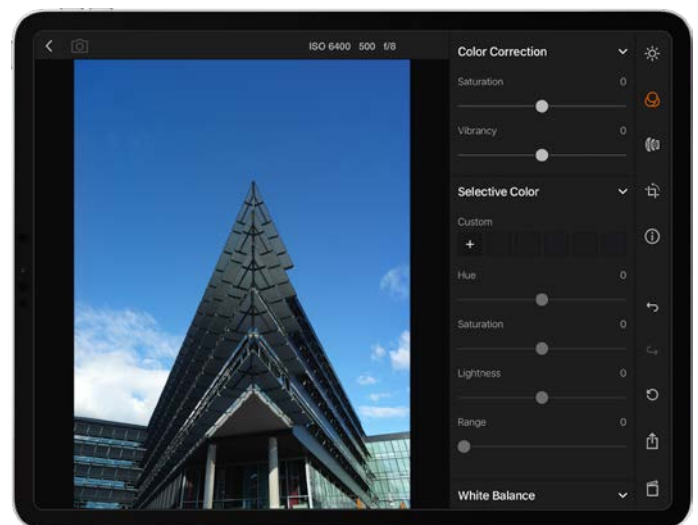 ISO 6400 500 f/8
Color Correction
Saturation 0
Vibrancy 0
Selective Color
Custom
+
Hue 0
Saturation 0
Lightness 0
Range 0
White Balance